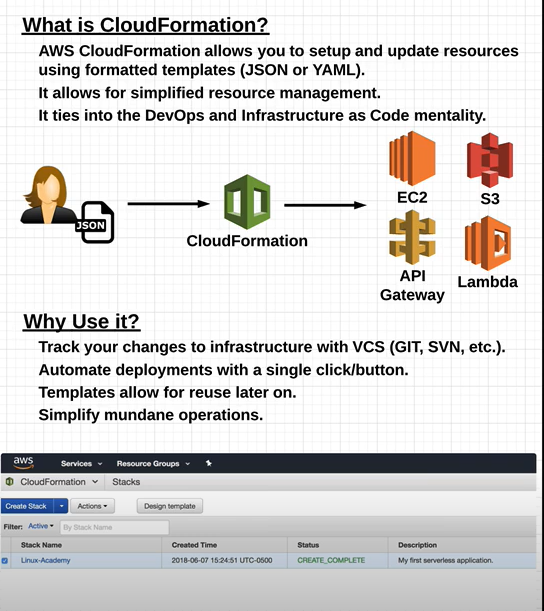 What is CloudFormation?
AWS CloudFormation allows you to setup and update resources
using formatted templates (JSON or YAML).
It allows for simplified resource management.
It ties into the DevOps and Infrastructure as Code mentality.
JSON
CloudFormation
EC2
S3
API
Gateway
Lambda
Why Use it?
Track your changes to infrastructure with VCS (GIT, SVN, etc.).
Automate deployments with a single click/button.
Templates allow for reuse later on.
Simplify mundane operations.
aws Services Resource Groups
CloudFormation Stacks
Create Stack Actions Design template
Filter: Active By Stack Name
Stack Name Created Time Status Description
Linux-Academy 2018-06-07 15:24:51 UTC-0500 CREATE_COMPLETE My first serverless application.